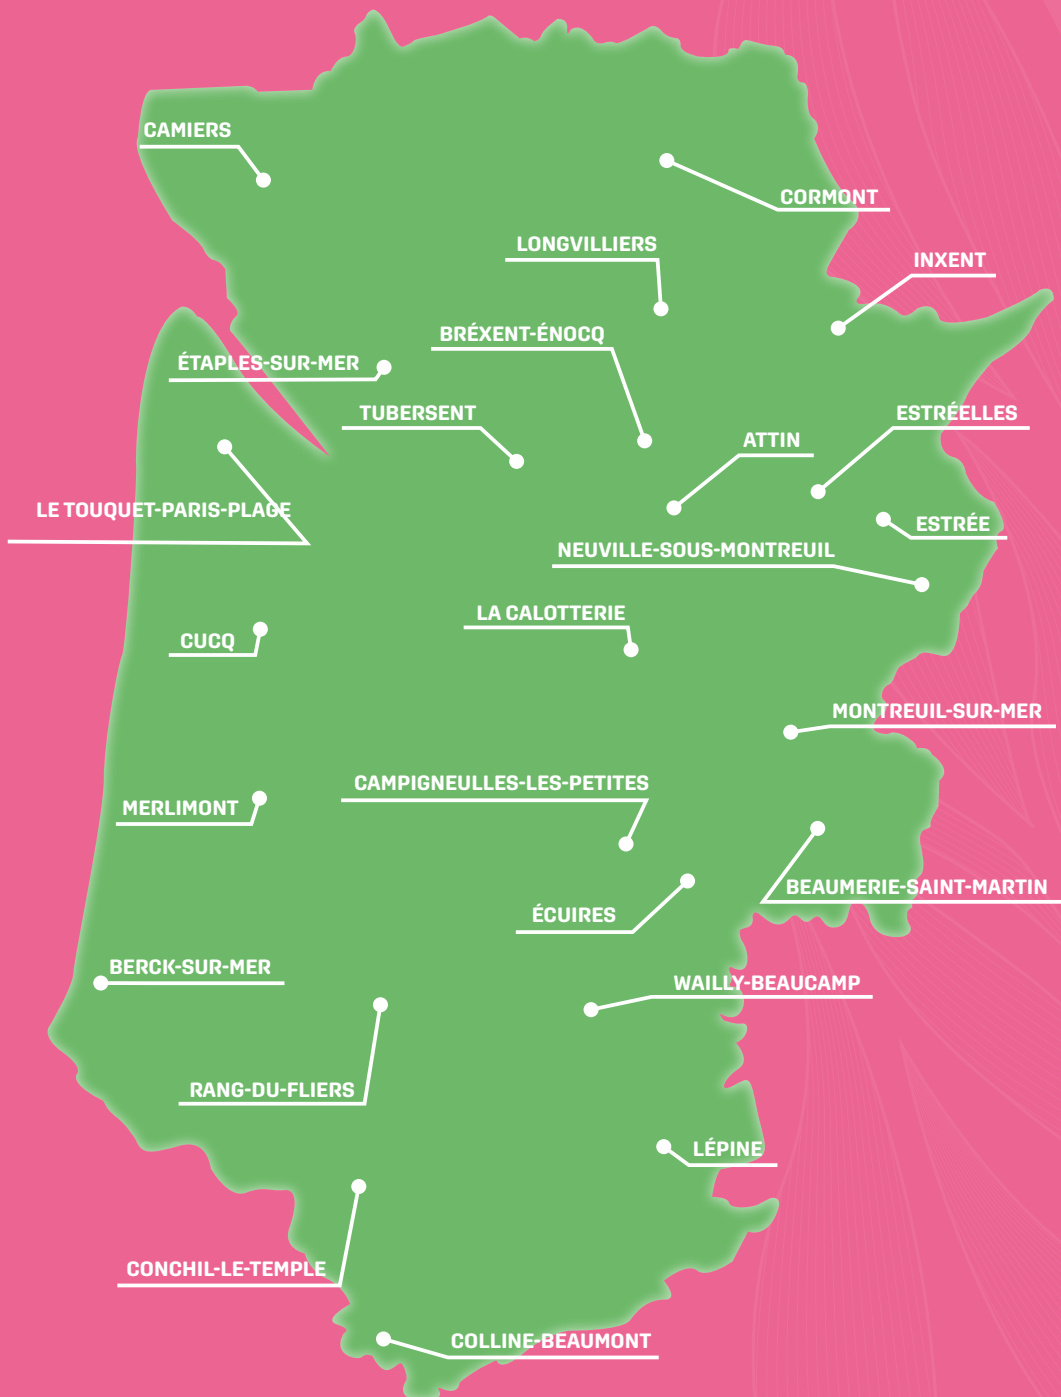 CAMIERS
CORMONT
LONGVILLIERS
INXENT
BRÉXENT-ÉNOCQ
ÉTAPLES-SUR-MER
TUBERSENT
ESTRÉELLES
ATTIN
LE TOUQUET-PARIS-PLAGE
ESTRÉE
NEUVILLE-SOUS-MONTREUIL
LA CALOTTERIE
CUCQ
MONTREUIL-SUR-MER
CAMPIGNEULLES-LES-PETITES
MERLIMONT
BEAUMERIE-SAINT-MARTIN
ÉCUIRES
BERCK-SUR-MER
WAILLY-BEAUCAMP
RANG-DU-FLIERS
LÉPINE
CONCHIL-LE-TEMPLE
COLLINE-BEAUMONT